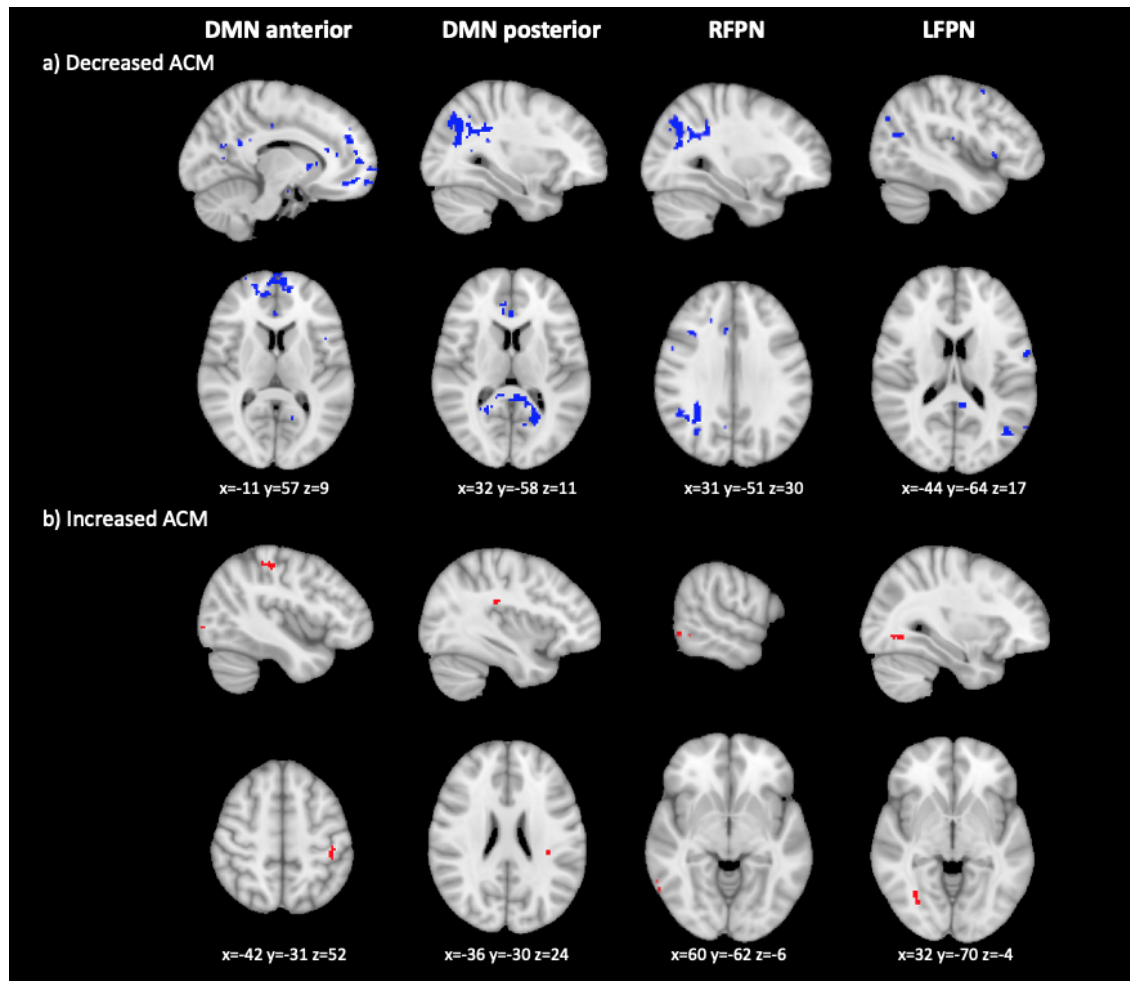 DMN anterior DMN posterior RFPN LFPN
a) Decreased ACM
x=-11 y=57 z=9 x=32 y=-58 z=11 x=31 y=-51 z=30 x=-44 y=-64 z=17
b) Increased ACM
x=-42 y=-31 z=52 x=-36 y=-30 z=24 x=60 y=-62 z=-6 x=32 y=-70 z=-4